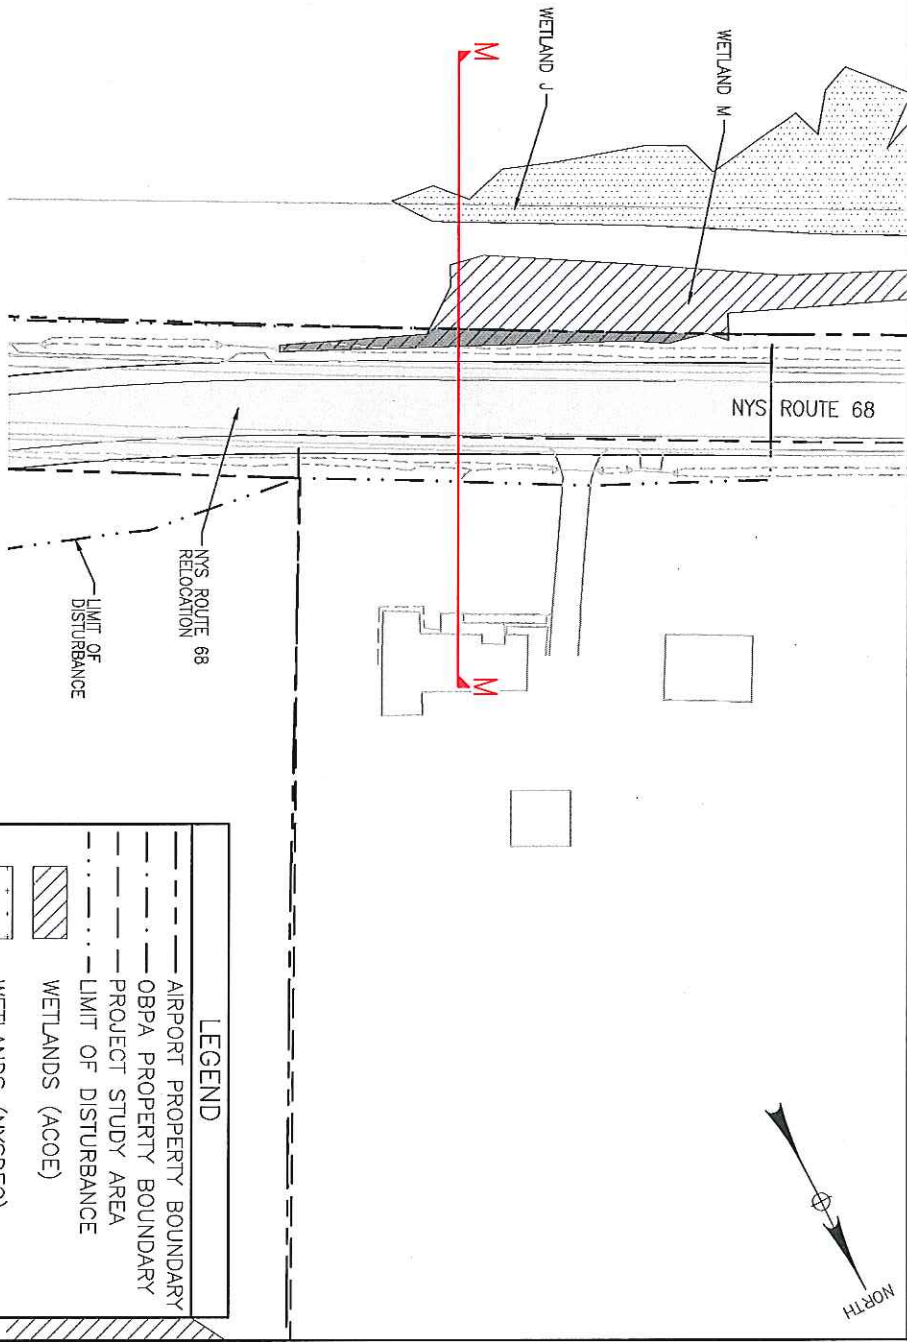 WETLAND J
WETLAND M
M
NYS ROUTE 68
NYS ROUTE 68
RELOCATION
LIMIT OF
DISTURBANCE
M
LEGEND
AIRPORT PROPERTY BOUNDARY
OBPA PROPERTY BOUNDARY
PROJECT STUDY AREA
LIMIT OF DISTURBANCE
WETLANDS (ACOE)
WETLANDS
NORTH